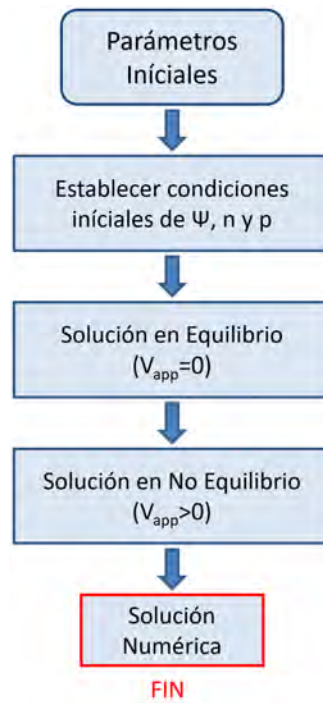 Parámetros
Iníciales
Establecer condiciones
iníciales de Ψ, n y p
Solución en Equilibrio
(Vapp=0)
Solución en No Equilibrio
(Vapp>0)
Solución
Numérica
FIN